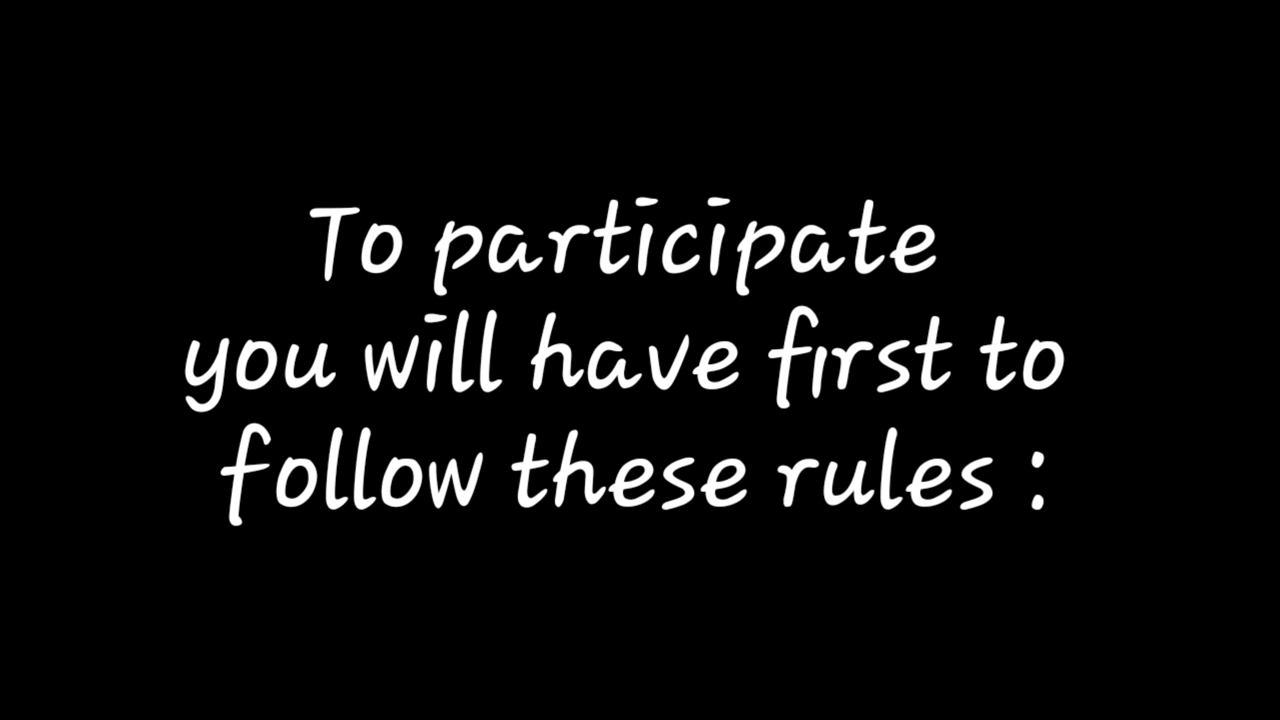 To participate
you will have first to
follow these rules :